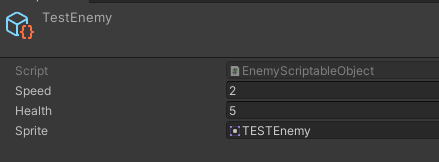 TestEnemy
Script EnemyScriptableObject
Speed 2
Health 5
Sprite TESTEnemy